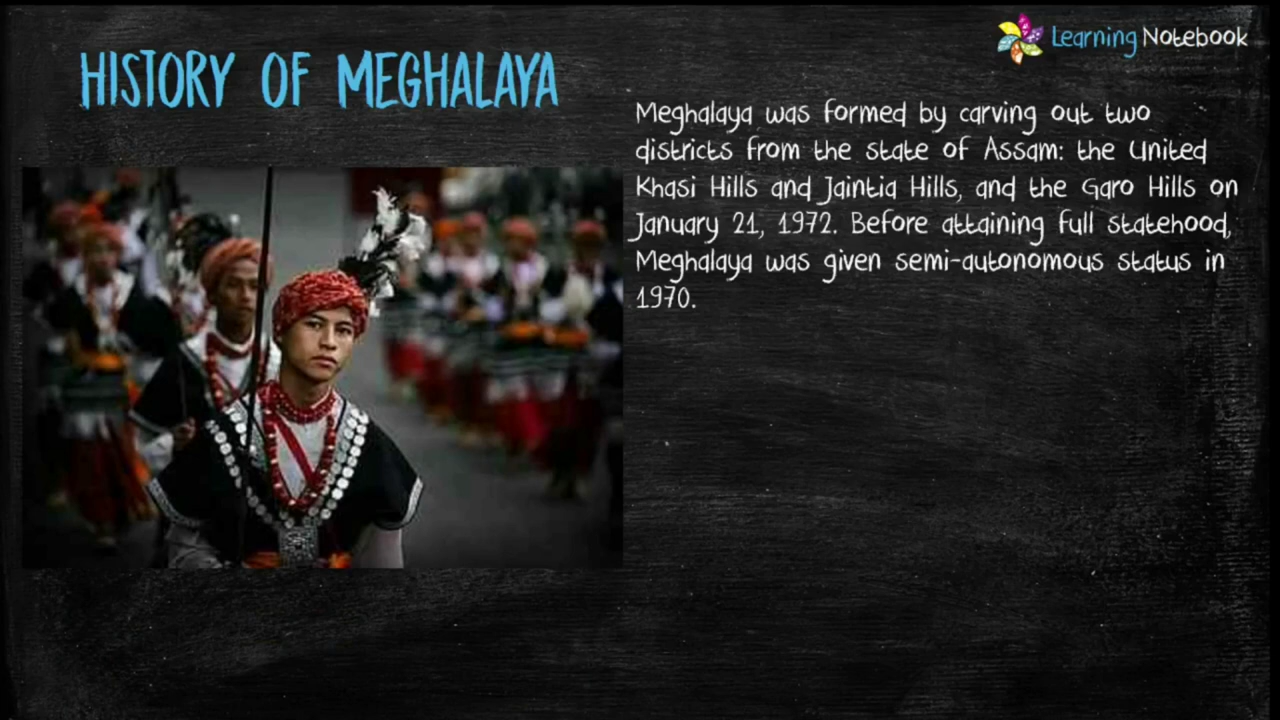 Learning Notebook
HISTORY OF MEGHALAYA
Meghalaya was formed by carving out two
districts from the state of Assam: the United
Khasi Hills and Jaintia Hills, and the Garo Hills on
January 21, 1972. Before attaining full statehood,
Meghalaya was given semi-autonomous status in
1970.